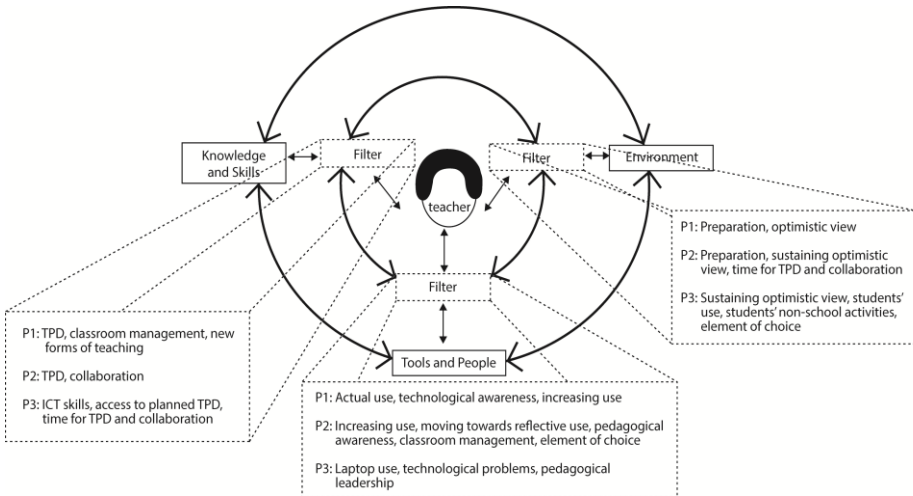 Knowledge
and Skills
Filter
teacher
Filter
Environment
Filter
Tools and People
P1: Preparation, optimistic view
P2: Preparation, sustaining optimistic
view, time for TPD and collaboration
P3: Sustaining optimistic view, students'
use, students' non-school activities,
element of choice
P1: TPD, classroom management, new
forms of teaching
P2: TPD, collaboration
P3: ICT skills, access to planned TPD,
time for TPD and collaboration
P1: Actual use, technological awareness, increasing use
P2: Increasing use, moving towards reflective use, pedagogical
awareness, classroom management, element of choice
P3: Laptop use, technological problems, pedagogical
leadership